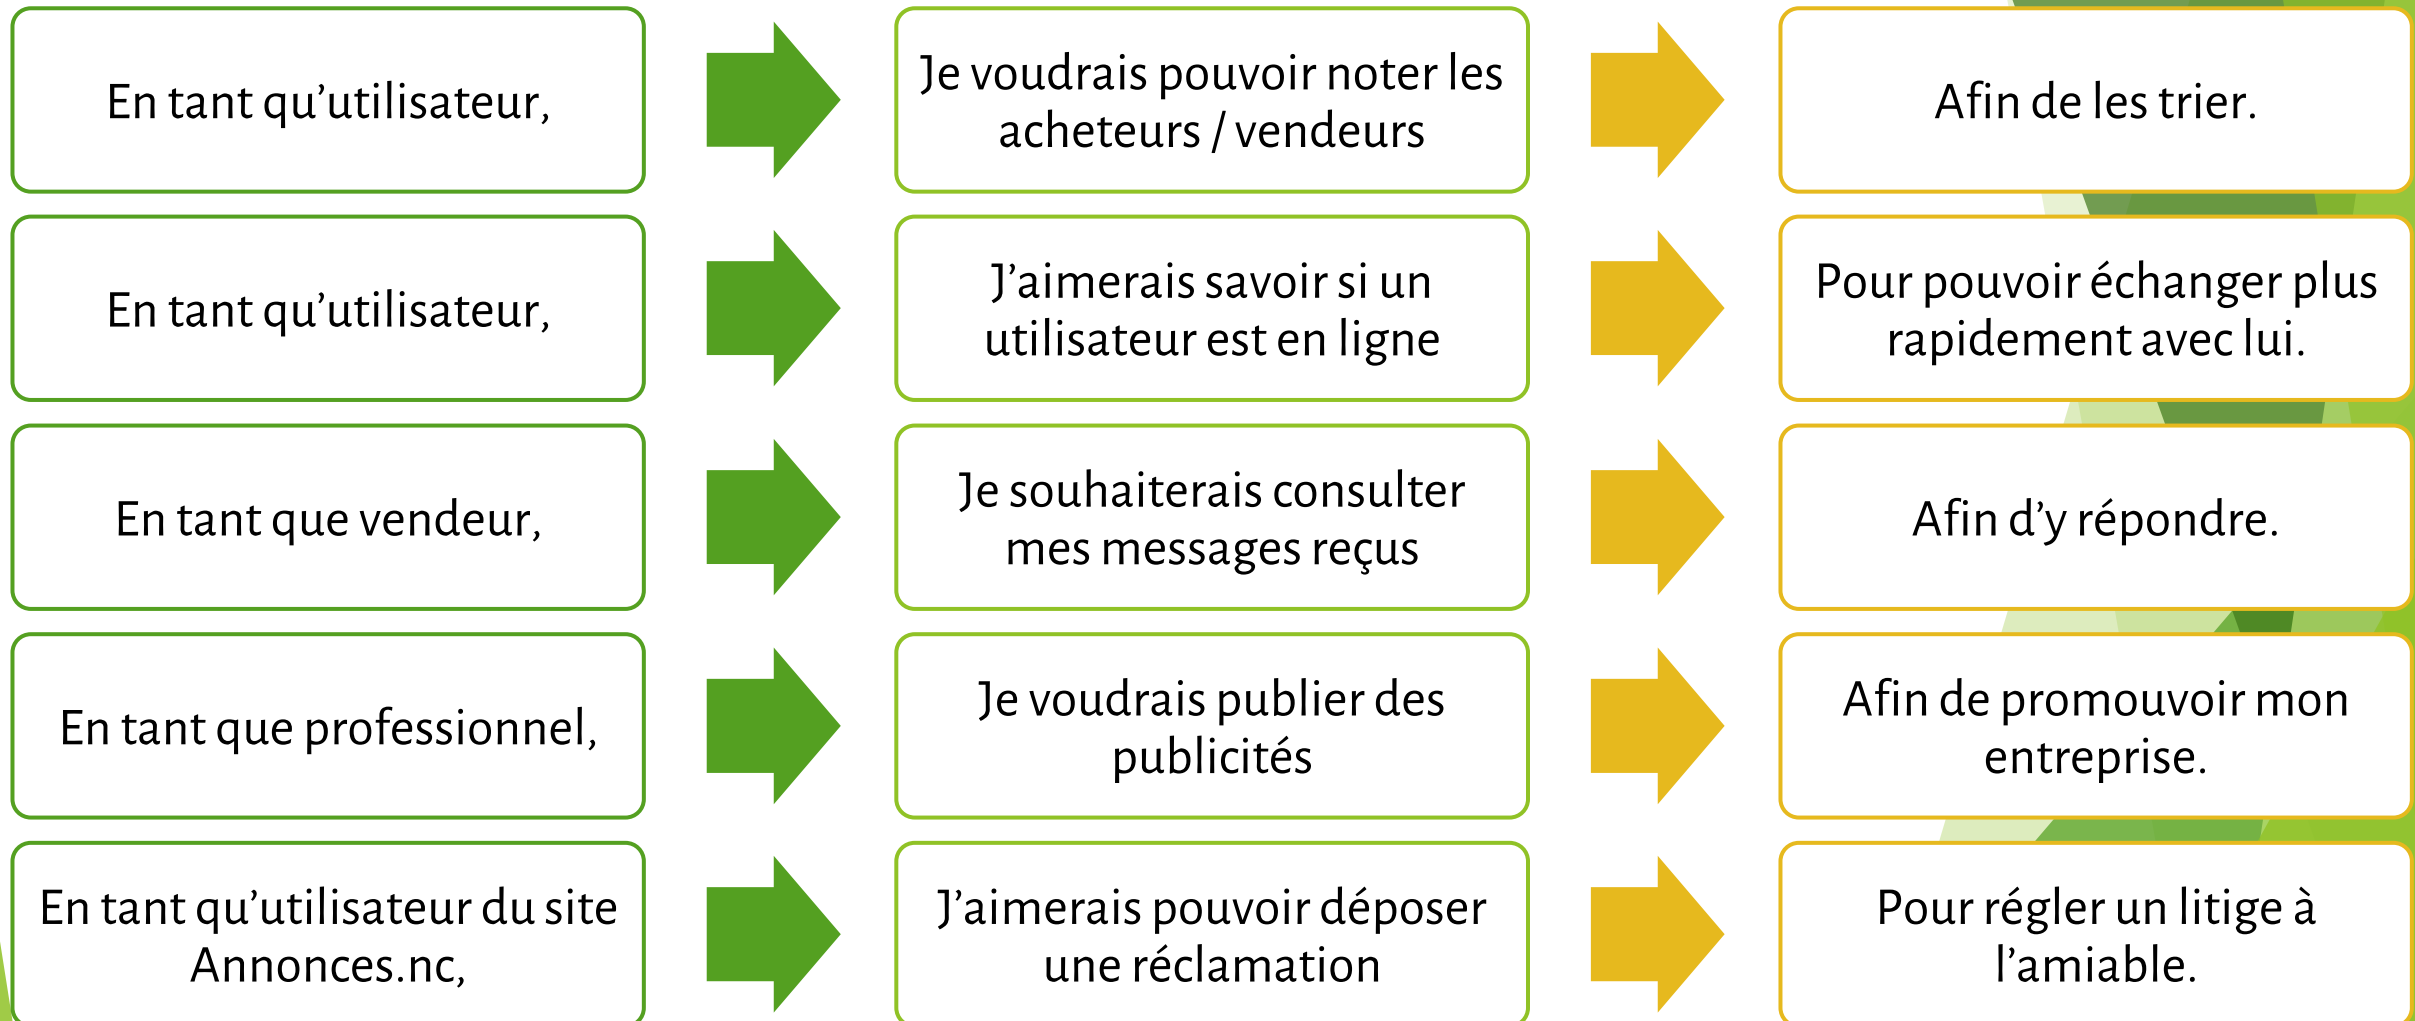 En tant qu’utilisateur,
Je voudrais pouvoir noter les
acheteurs / vendeurs
Afin de les trier.
En tant qu’utilisateur,
J’aimerais savoir si un
utilisateur est en ligne
Pour pouvoir échanger plus
rapidement avec lui.
En tant que vendeur,
Je souhaiterais consulter
mes messages reçus
Afin d’y répondre.
En tant que professionnel,
Je voudrais publier des
publicités
Afin de promouvoir mon
entreprise.
En tant qu’utilisateur du site
Annonces.nc,
J’aimerais pouvoir déposer
une réclamation
Pour régler un litige à
l’amiable.